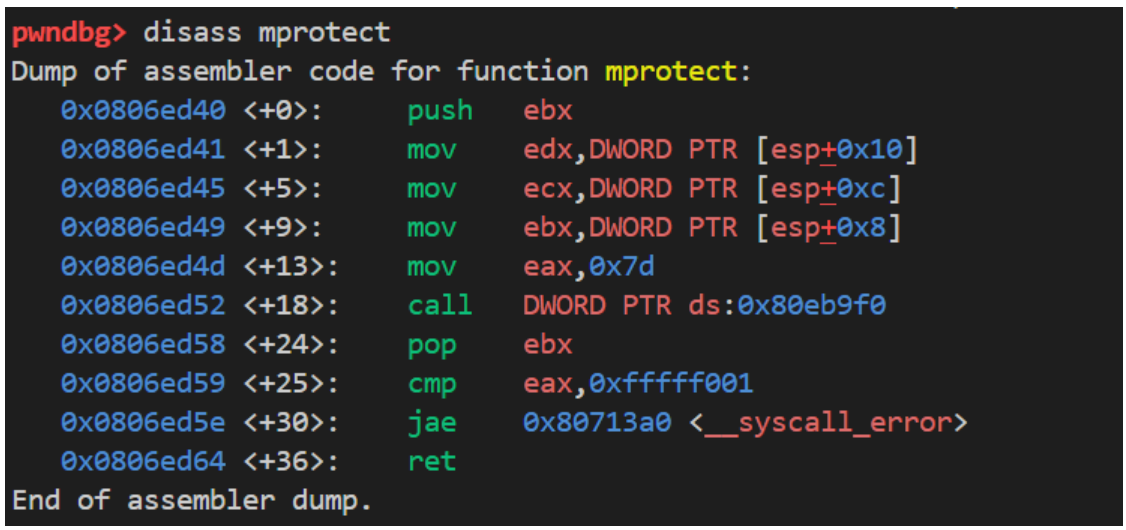 pwndbg> disass mprotect
Dump of assembler code for function mprotect:
   0x0806ed40 <+0>:     push   ebx
   0x0806ed41 <+1>:     mov    edx,DWORD PTR [esp+0x10]
   0x0806ed45 <+5>:     mov    ecx,DWORD PTR [esp+0xc]
   0x0806ed49 <+9>:     mov    ebx,DWORD PTR [esp+0x8]
   0x0806ed4d <+13>:    mov    eax,0x7d
   0x0806ed52 <+18>:    call   DWORD PTR ds:0x80eb9f0
   0x0806ed58 <+24>:    pop    ebx
   0x0806ed59 <+25>:    cmp    eax,0xfffff001
   0x0806ed5e <+30>:    jae    0x80713a0 <__syscall_error>
   0x0806ed64 <+36>:    ret
End of assembler dump.